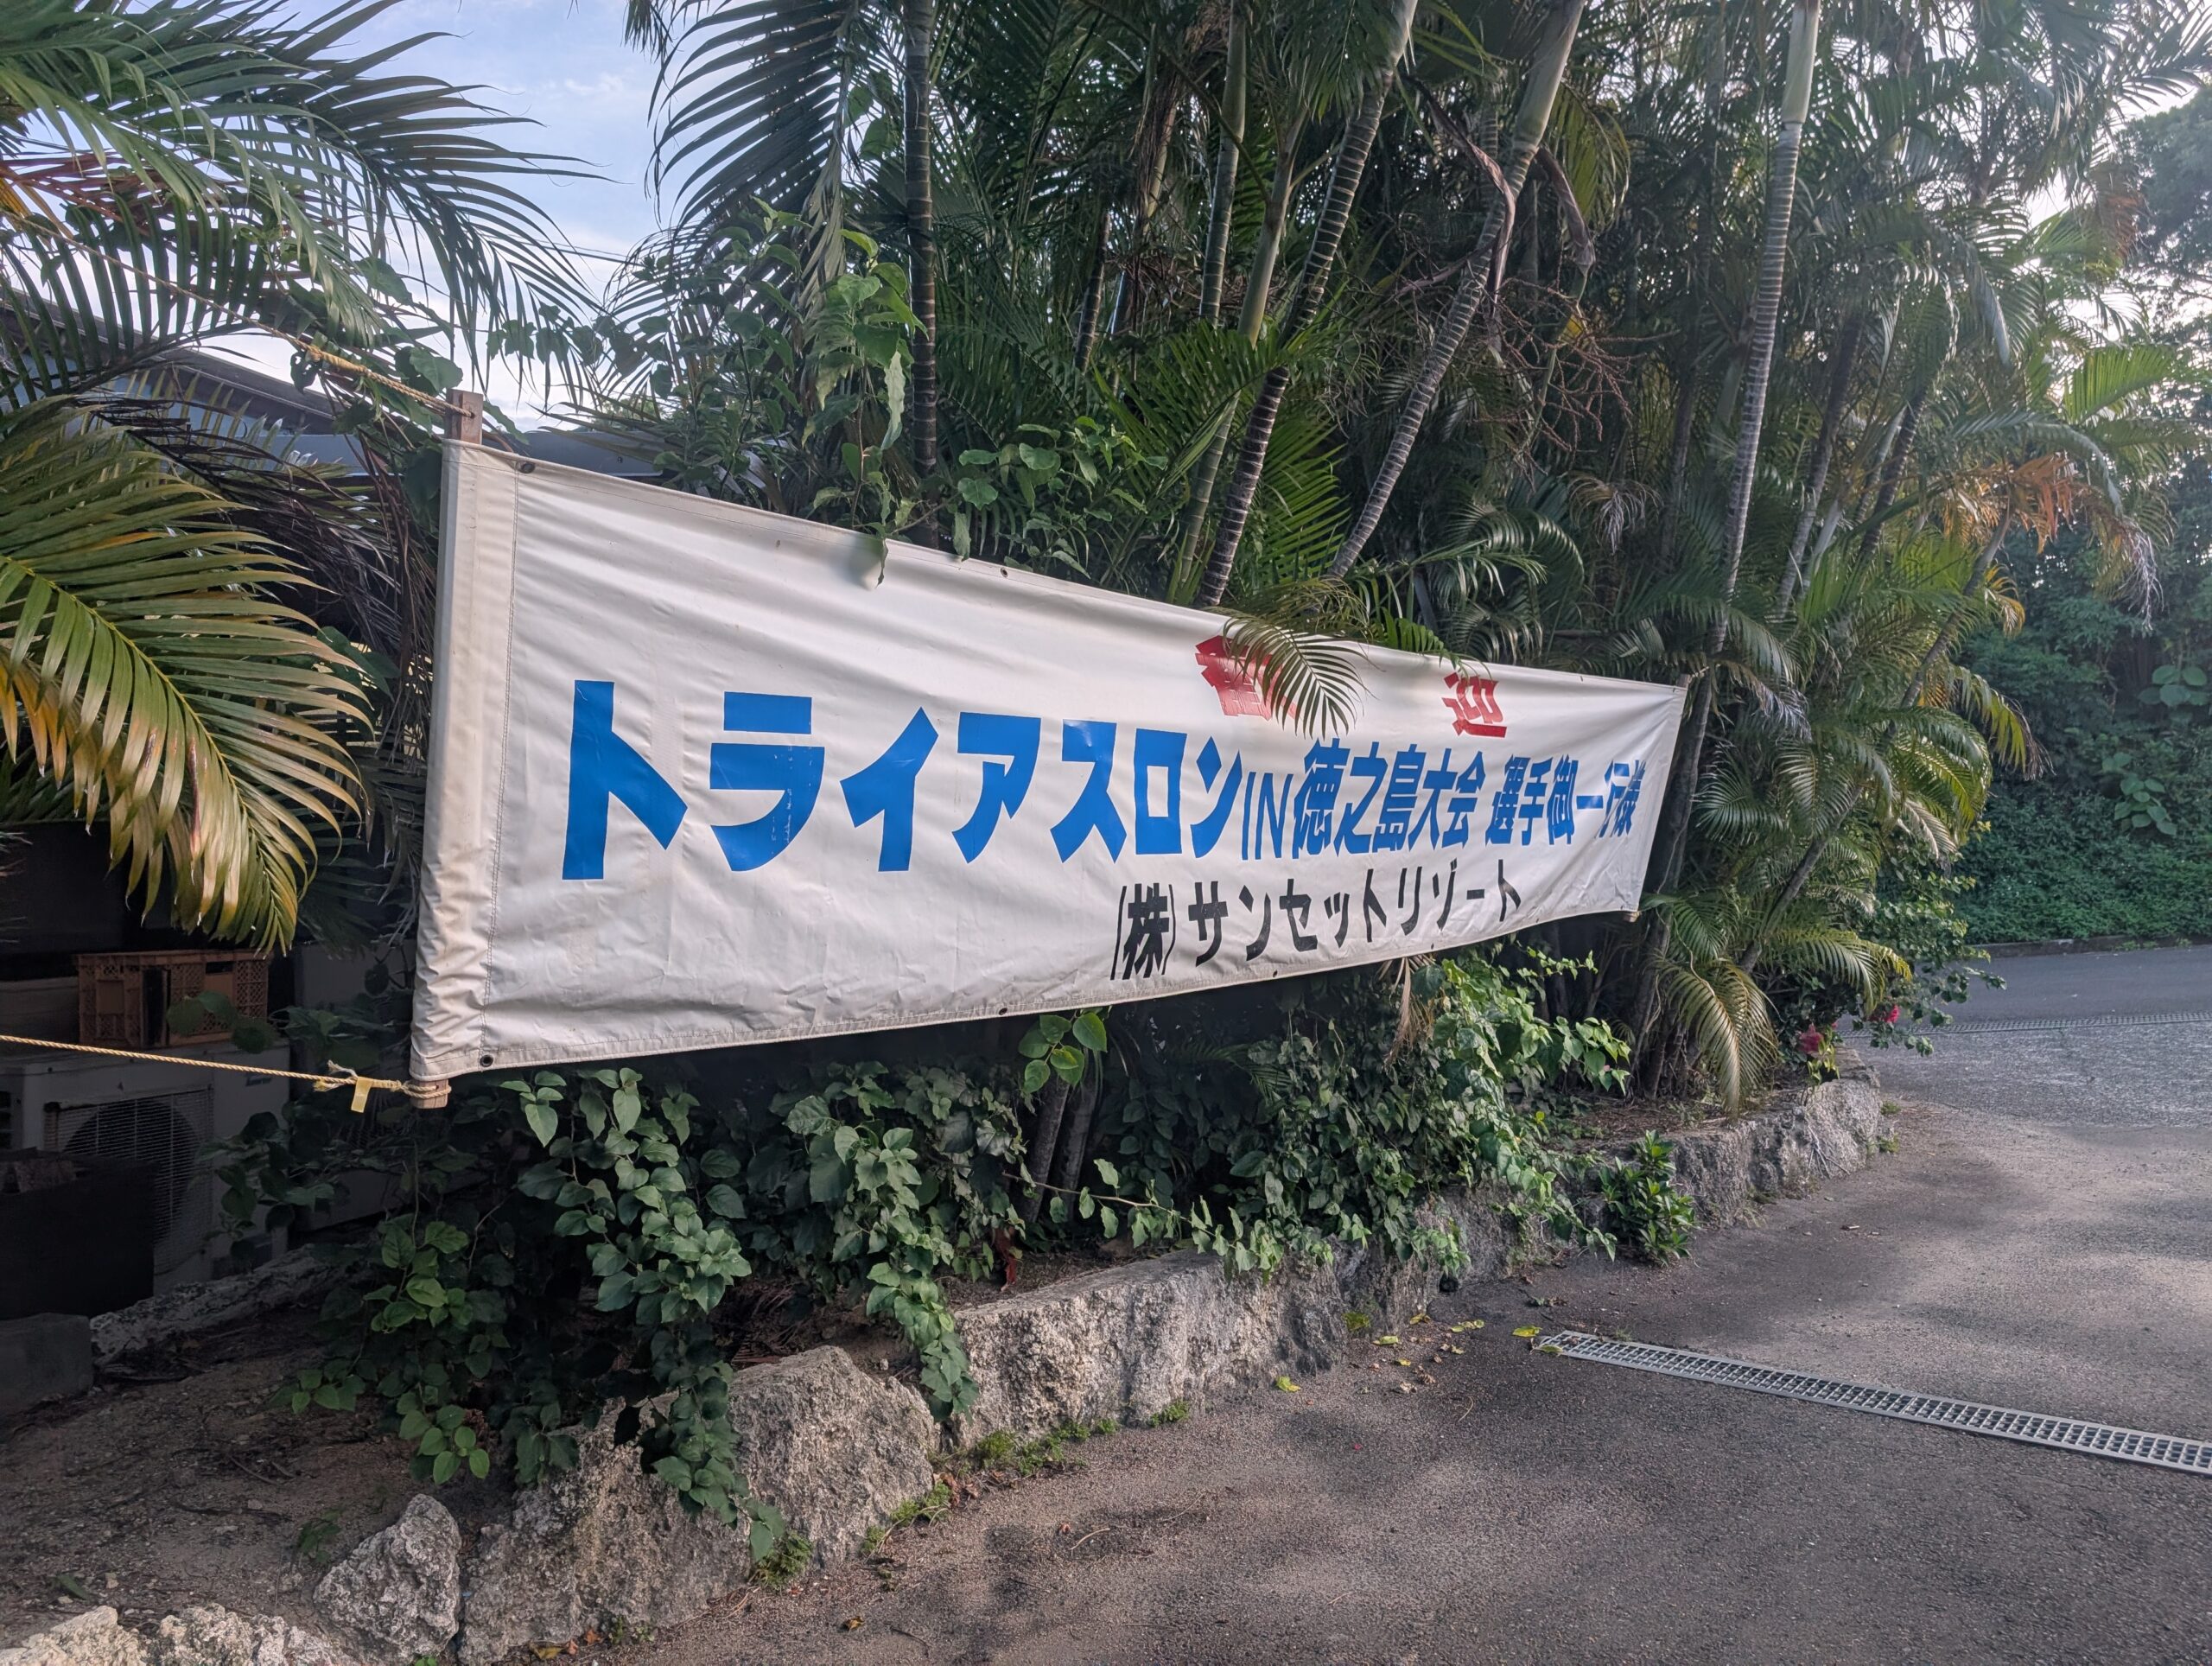 歓迎
トライアスロンIN徳之島大会 選手御一行様
(株)サンセットリゾート